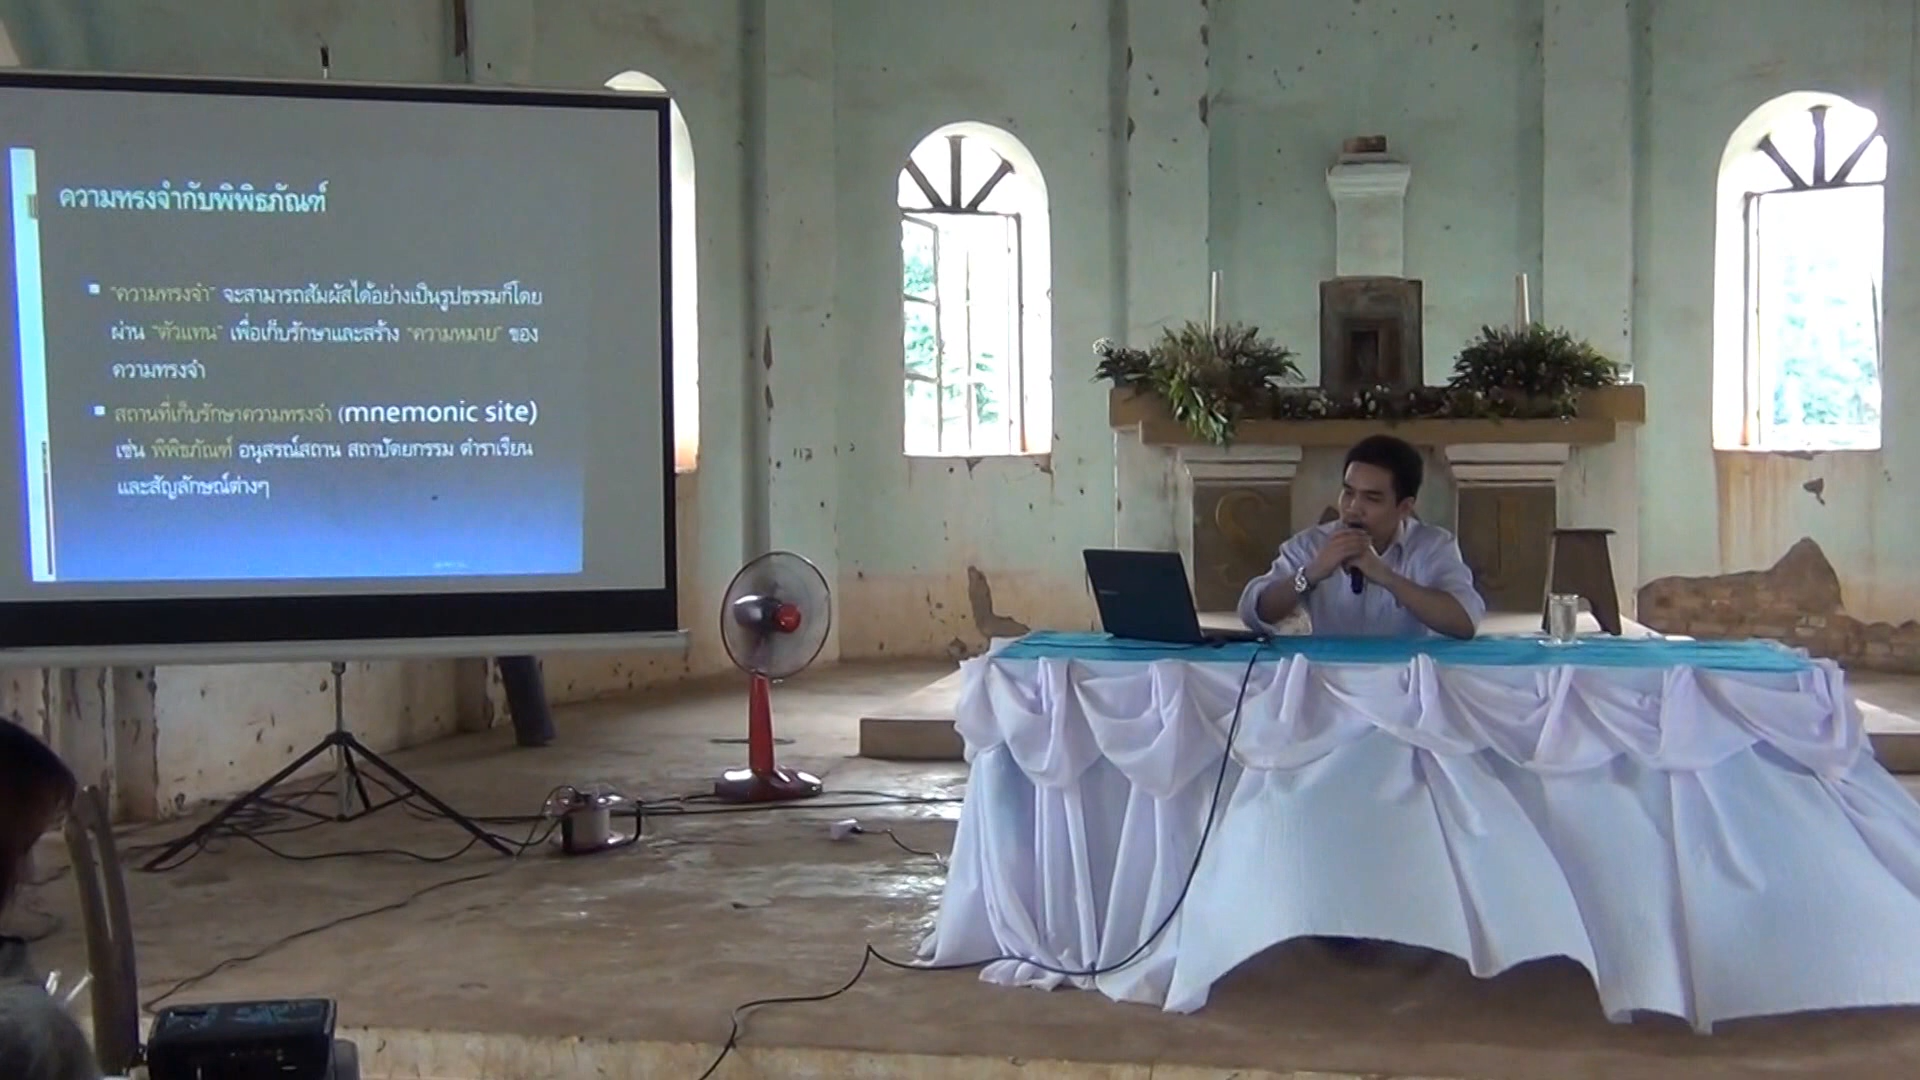 ความทรงจำกับพิพิธภัณฑ์
"ความทรงจำ" จะสามารถสัมผัสได้อย่างเป็นรูปธรรมก็โดย
ผ่าน "ตัวแทน" เพื่อเก็บรักษาและสร้าง "ความหมาย" ของ
ความทรงจำ
สถานที่เก็บรักษาความทรงจำ (mnemonic site)
เช่น พิพิธภัณฑ์ อนุสรณ์สถาน สถาปัตยกรรม ตำราเรียน
และสัญลักษณ์ต่างๆ